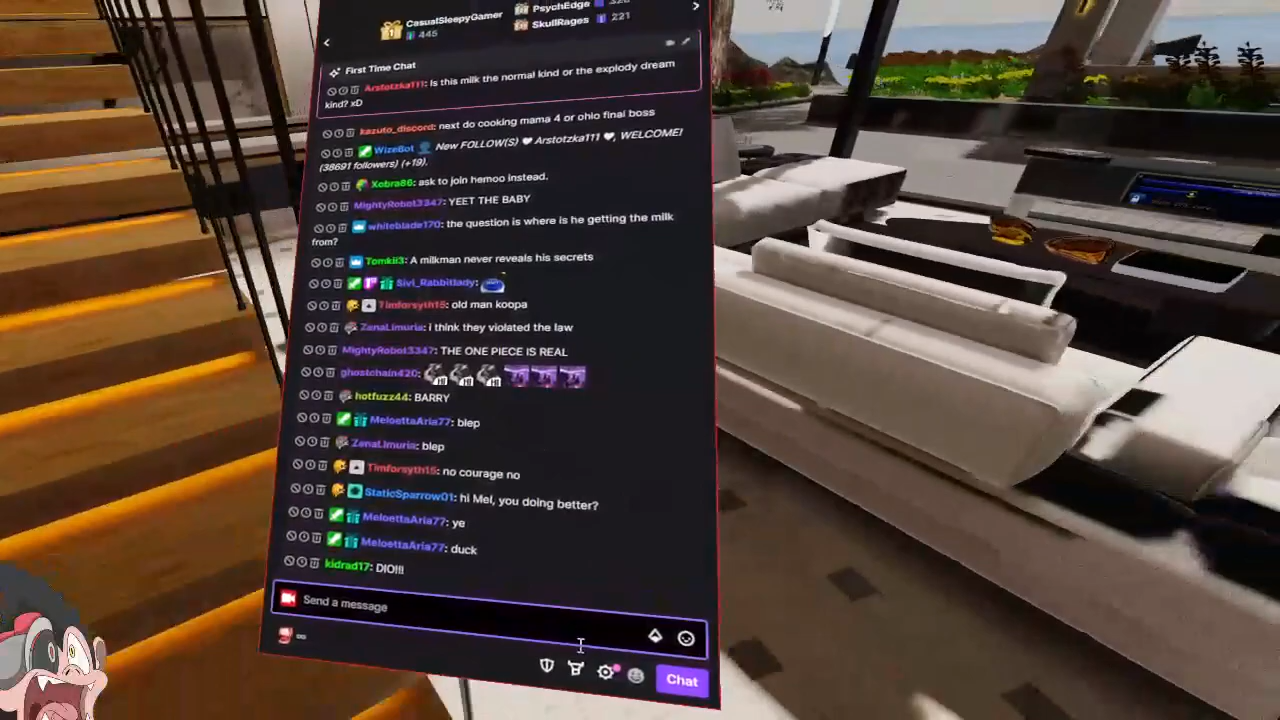 CasualSleepyGamer
445
PsychEdge
SkullRages 221
First Time Chat
Arstotzka111: Is this milk the normal kind or the explody dream
kind? xD
kazuto_discord: next do cooking mama 4 or ohio final boss
WizeBot New FOLLOW(S) ❤ Arstotzka111 ❤, WELCOME!
(38691 followers) (+19).
Xobra86: ask to join hemoo instead.
MightyRobot3347: YEET THE BABY
whiteblade170: the question is where is he getting the milk
from?
Tomkii3: A milkman never reveals his secrets
Sivi_Rabbitlady:
Timforsyth15: old man koopa
ZenaLimuria: i think they violated the law
MightyRobot3347: THE ONE PIECE IS REAL
ghostchain420:
hotfuzz44: BARRY
MeloettaAria77: blep
ZenaLimuria: blep
Timforsyth15: no courage no
StaticSparrow01: hi Mel, you doing better?
MeloettaAria77: ye
MeloettaAria77: duck
kidrad17: DIO!!!
Send a message
∞
Chat